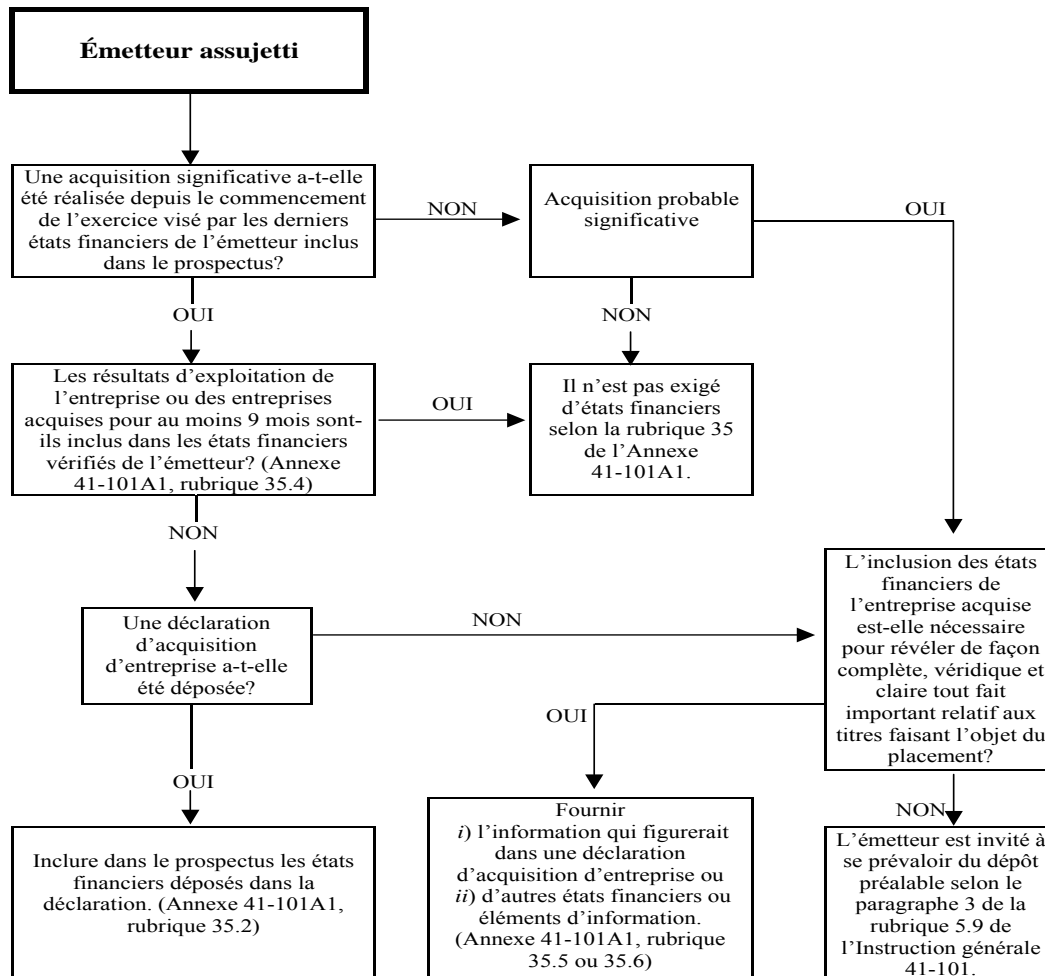 Émetteur assujetti
Une acquisition significative a-t-elle
été réalisée depuis le commencement
de l'exercice visé par les derniers
états financiers de l'émetteur inclus
dans le prospectus?
NON
Acquisition probable
significative
OUI
OUI
NON
Les résultats d'exploitation de
l'entreprise ou des entreprises
acquises pour au moins 9 mois sont-
ils inclus dans les états financiers
vérifiés de l'émetteur? (Annexe
41-101A1, rubrique 35.4)
OUI
Il n'est pas exigé
d'états financiers
selon la rubrique 35
de l'Annexe
41-101A1.
NON
Une déclaration
d'acquisition
d'entreprise a-t-elle
été déposée?
NON
L'inclusion des états
financiers de
l'entreprise acquise
est-elle nécessaire
pour révéler de façon
complète, véridique et
claire tout fait
important relatif aux
titres faisant l'objet du
placement?
OUI
OUI
NON
Inclure dans le prospectus les états
financiers déposés dans la
déclaration. (Annexe 41-101A1,
rubrique 35.2)
Fournir
i) l'information qui figurerait
dans une déclaration
d'acquisition d'entreprise ou
ii) d'autres états financiers ou
éléments d'information.
(Annexe 41-101A1, rubrique
35.5 ou 35.6)
L'émetteur est invité à
se prévaloir du dépôt
préalable selon le
paragraphe 3 de la
rubrique 5.9 de
l'Instruction générale
41-101.